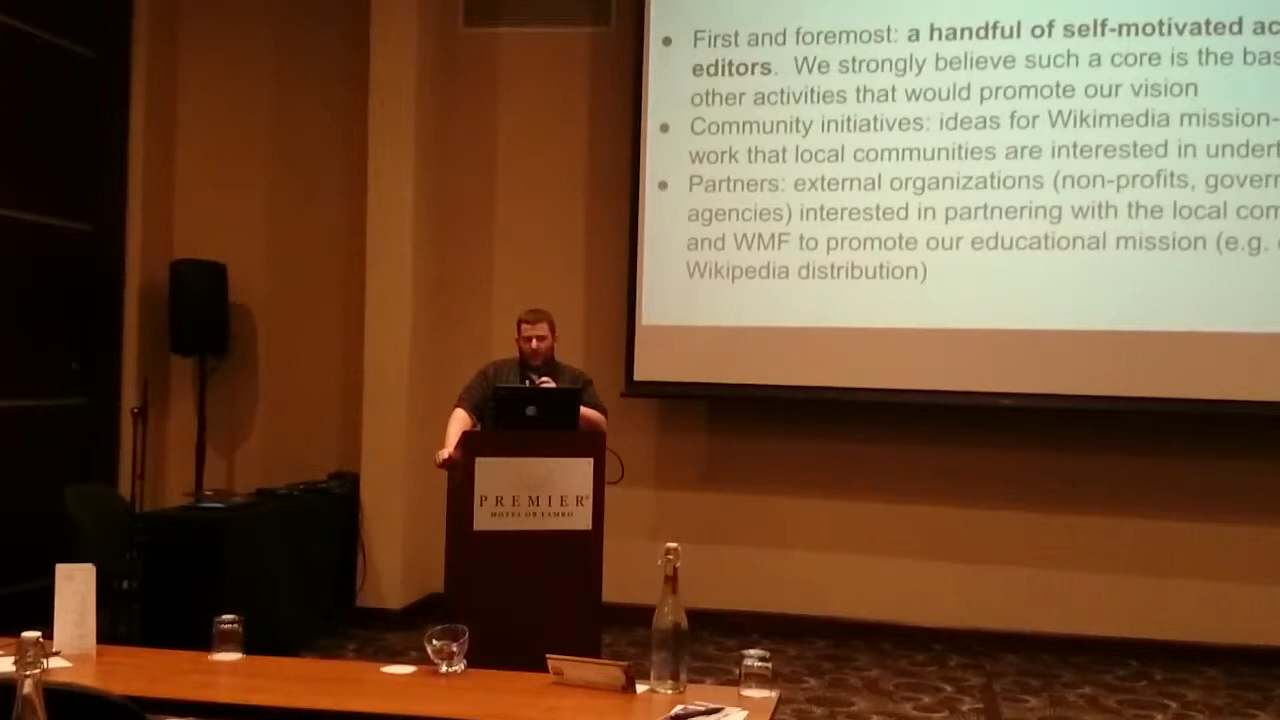 First and foremost: a handful of self-motivated ac
editors. We strongly believe such a core is the bas
other activities that would promote our vision
Community initiatives: ideas for Wikimedia mission-
work that local communities are interested in undert
Partners: external organizations (non-profits, govern
agencies) interested in partnering with the local com
and WMF to promote our educational mission (e.g.
Wikipedia distribution)
PREMIER
HOTEL OR TAMBO